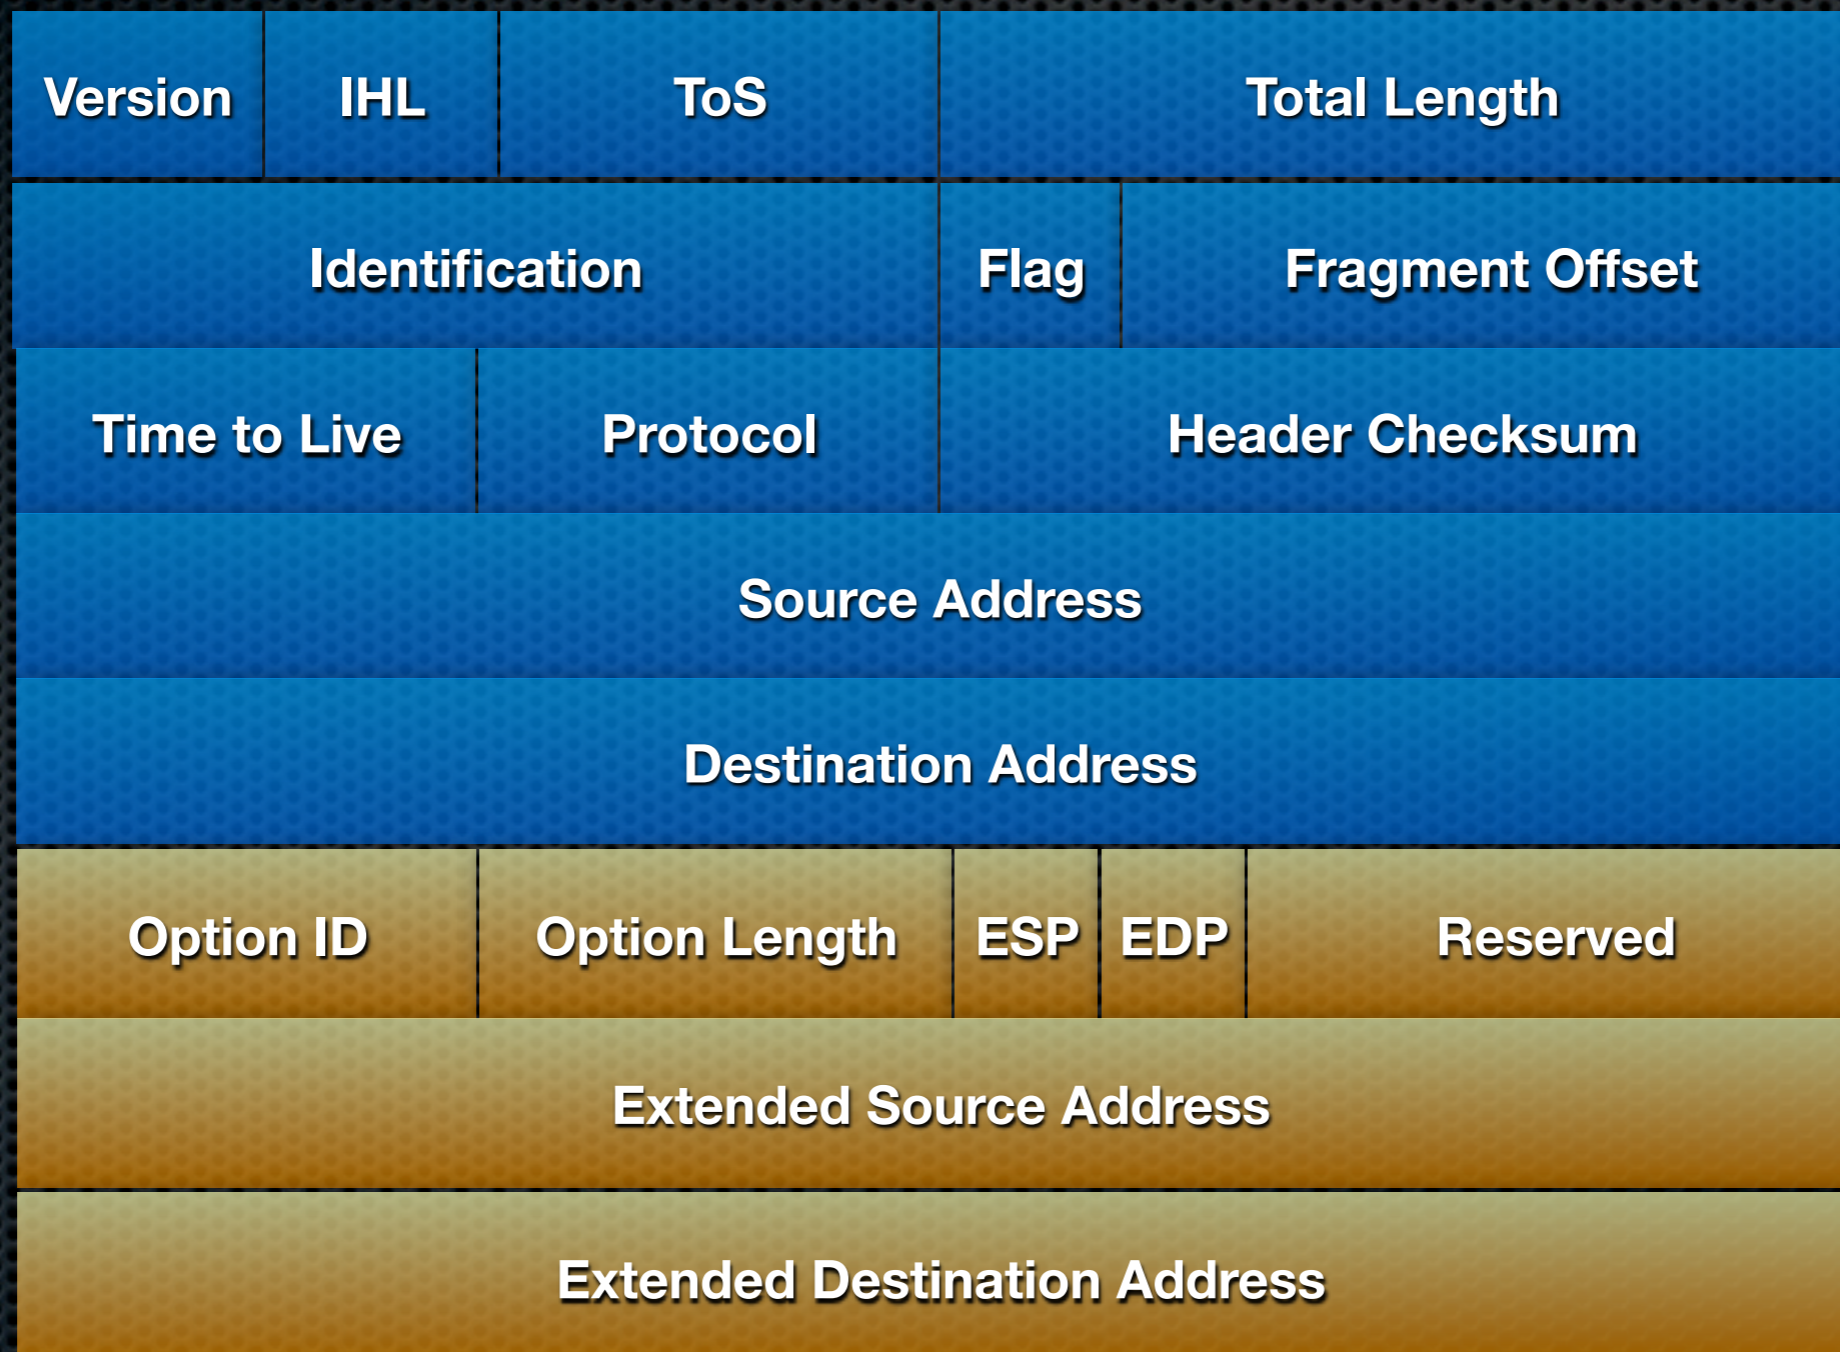 Version IHL ToS Total Length
Identification Flag Fragment Offset
Time to Live Protocol Header Checksum
Source Address
Destination Address
Option ID Option Length ESP EDP Reserved
Extended Source Address
Extended Destination Address